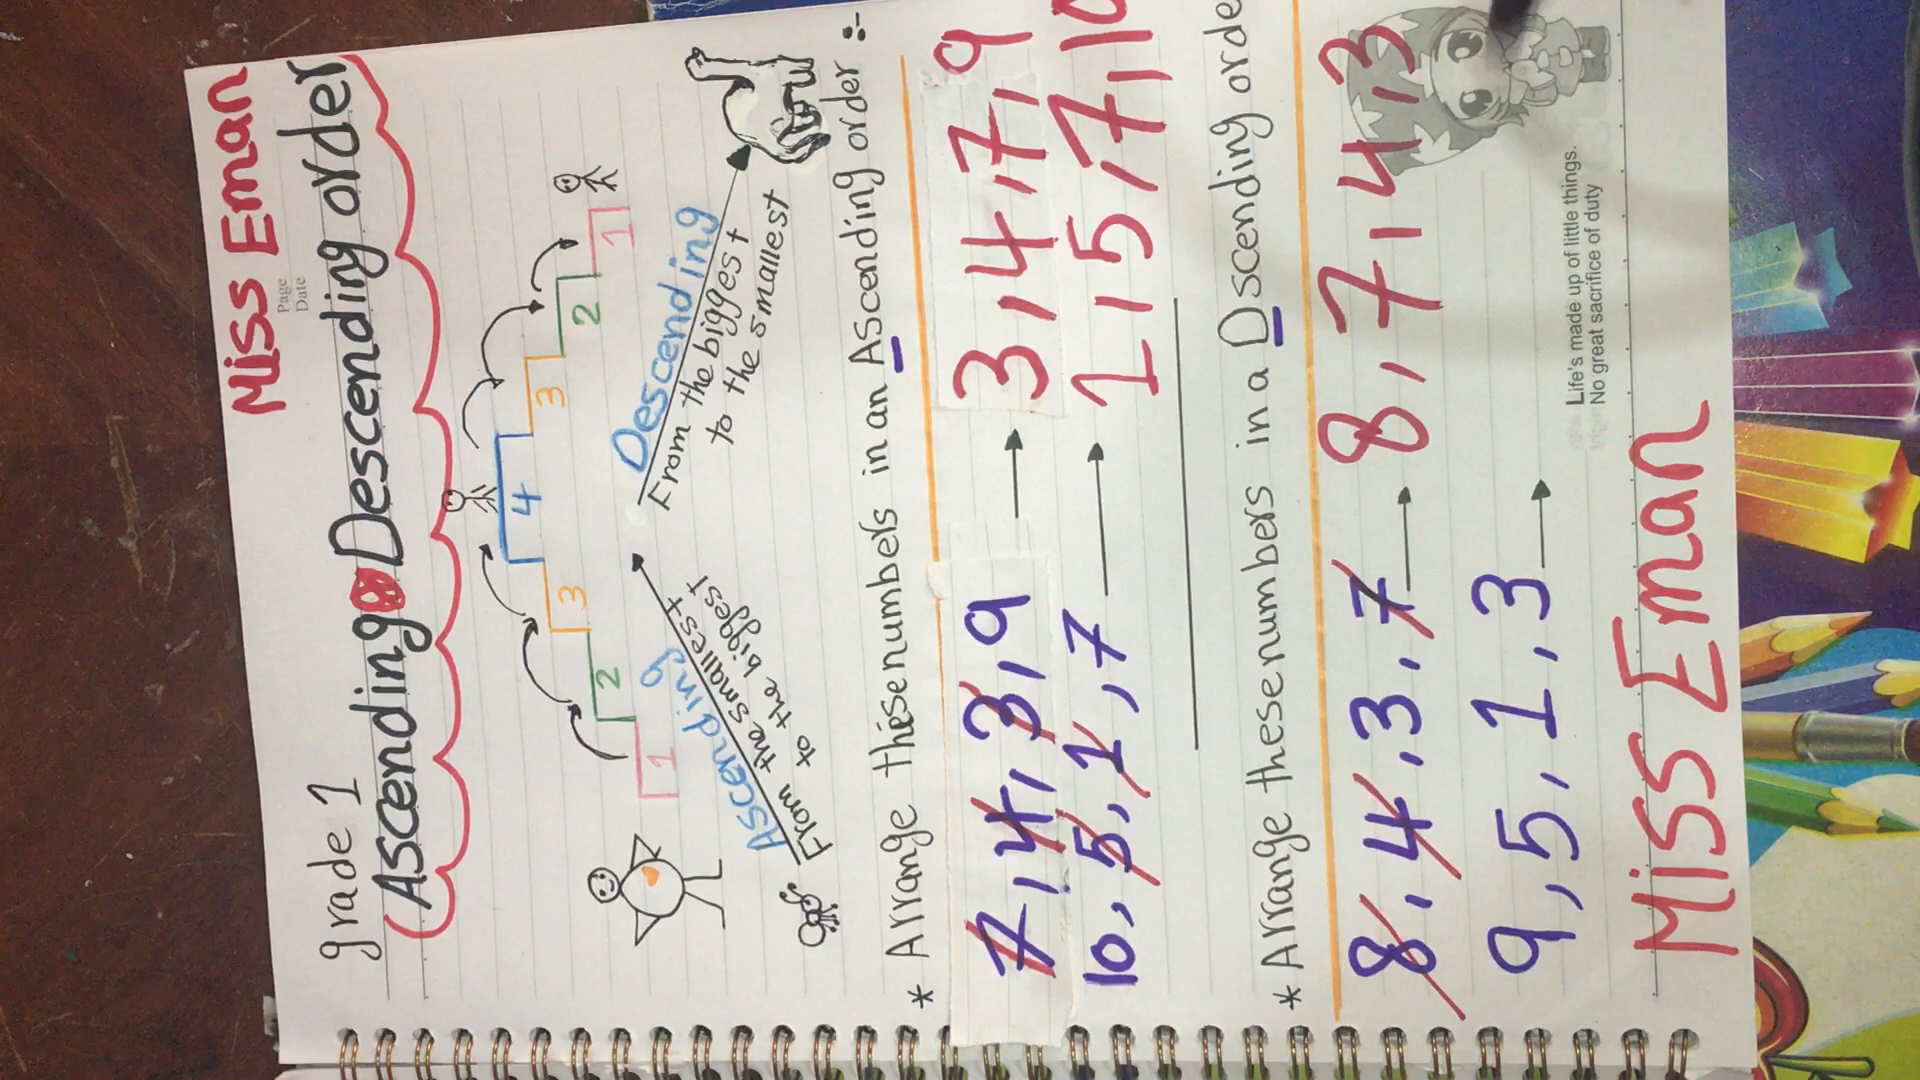 Miss Eman
Page
Date
grade 1
Ascending & Descending order
4
3 3
2 2
1 1
Ascending Descending
From the smallest
to the biggest
From the biggest
to the smallest
* Arrange these numbers in an Ascending order :-
7, 4, 3, 9 → 3, 4, 7, 9
10, 5, 1, 7 → 1, 5, 7, 10
* Arrange these numbers in a Dscending orde
8, 4, 3, 7 → 8, 7, 4, 3
9, 5, 1, 3 →
Life's made up of little things.
No great sacrifice of duty
Miss Eman